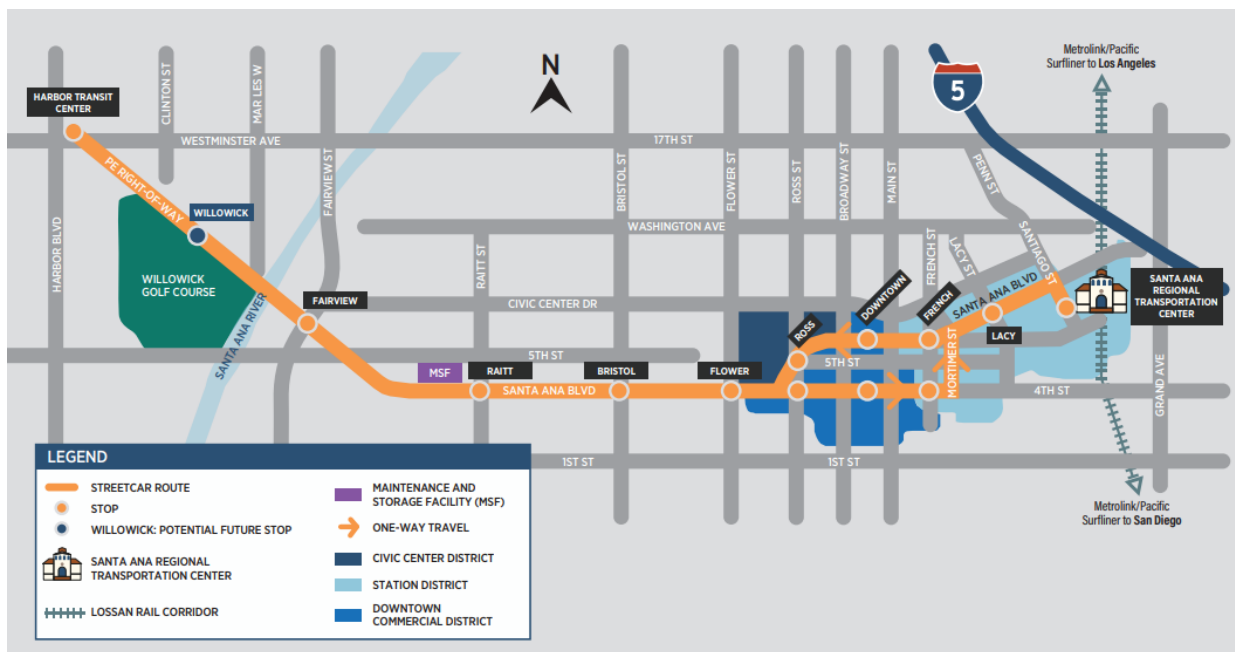 Metrolink/Pacific
Surfliner to Los Angeles
N
5
HARBOR TRANSIT
CENTER
CLINTON ST
MAR LES W
WESTMINSTER AVE
17TH ST
PE RIGHT-OF-WAY
FAIRVIEW ST
BRISTOL ST
FLOWER ST
ROSS ST
BROADWAY ST
MAIN ST
PENN ST
WILLOWICK
WASHINGTON AVE
HARBOR BLVD
RAITT ST
FRENCH ST
LACY ST
SANTIAGO ST
WILLOWICK
GOLF COURSE
SANTA ANA RIVER
FAIRVIEW
CIVIC CENTER DR
DOWNTOWN
FRENCH
SANTA ANA BLVD
SANTA ANA
REGIONAL
TRANSPORTATION
CENTER
ROSS
LACY
5TH ST
5TH ST
MORTIMER ST
MSF
RAITT
BRISTOL
FLOWER
SANTA ANA BLVD
4TH ST
GRAND AVE
1ST ST
1ST ST
Metrolink/Pacific
Surfliner to San Diego
LEGEND
STREETCAR ROUTE
STOP
WILLOWICK: POTENTIAL FUTURE STOP
SANTA ANA REGIONAL
TRANSPORTATION CENTER
LOSSAN RAIL CORRIDOR
MAINTENANCE AND
STORAGE FACILITY (MSF)
ONE-WAY TRAVEL
CIVIC CENTER DISTRICT
STATION DISTRICT
DOWNTOWN
COMMERCIAL DISTRICT